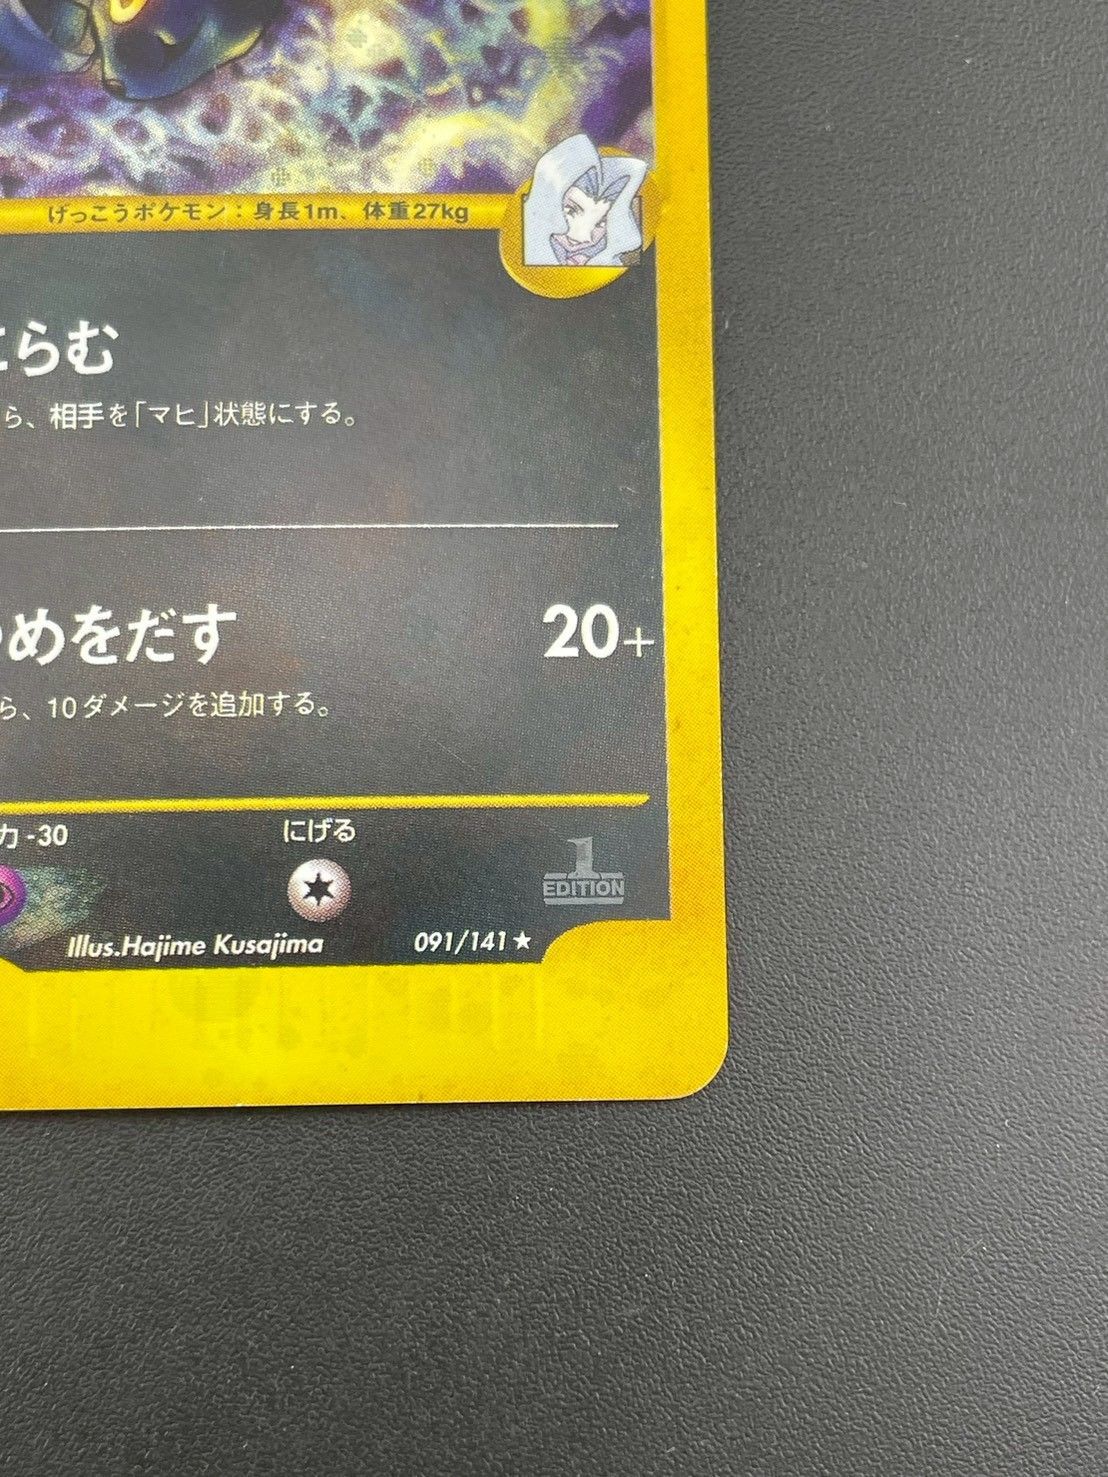 げっこうポケモン：身長1m、体重27kg
らむ
ら、相手を「マヒ」状態にする。
めをだす 20+
ら、10ダメージを追加する。
力 -30 にげる
1 EDITION
Illus.Hajime Kusajima 091/141★